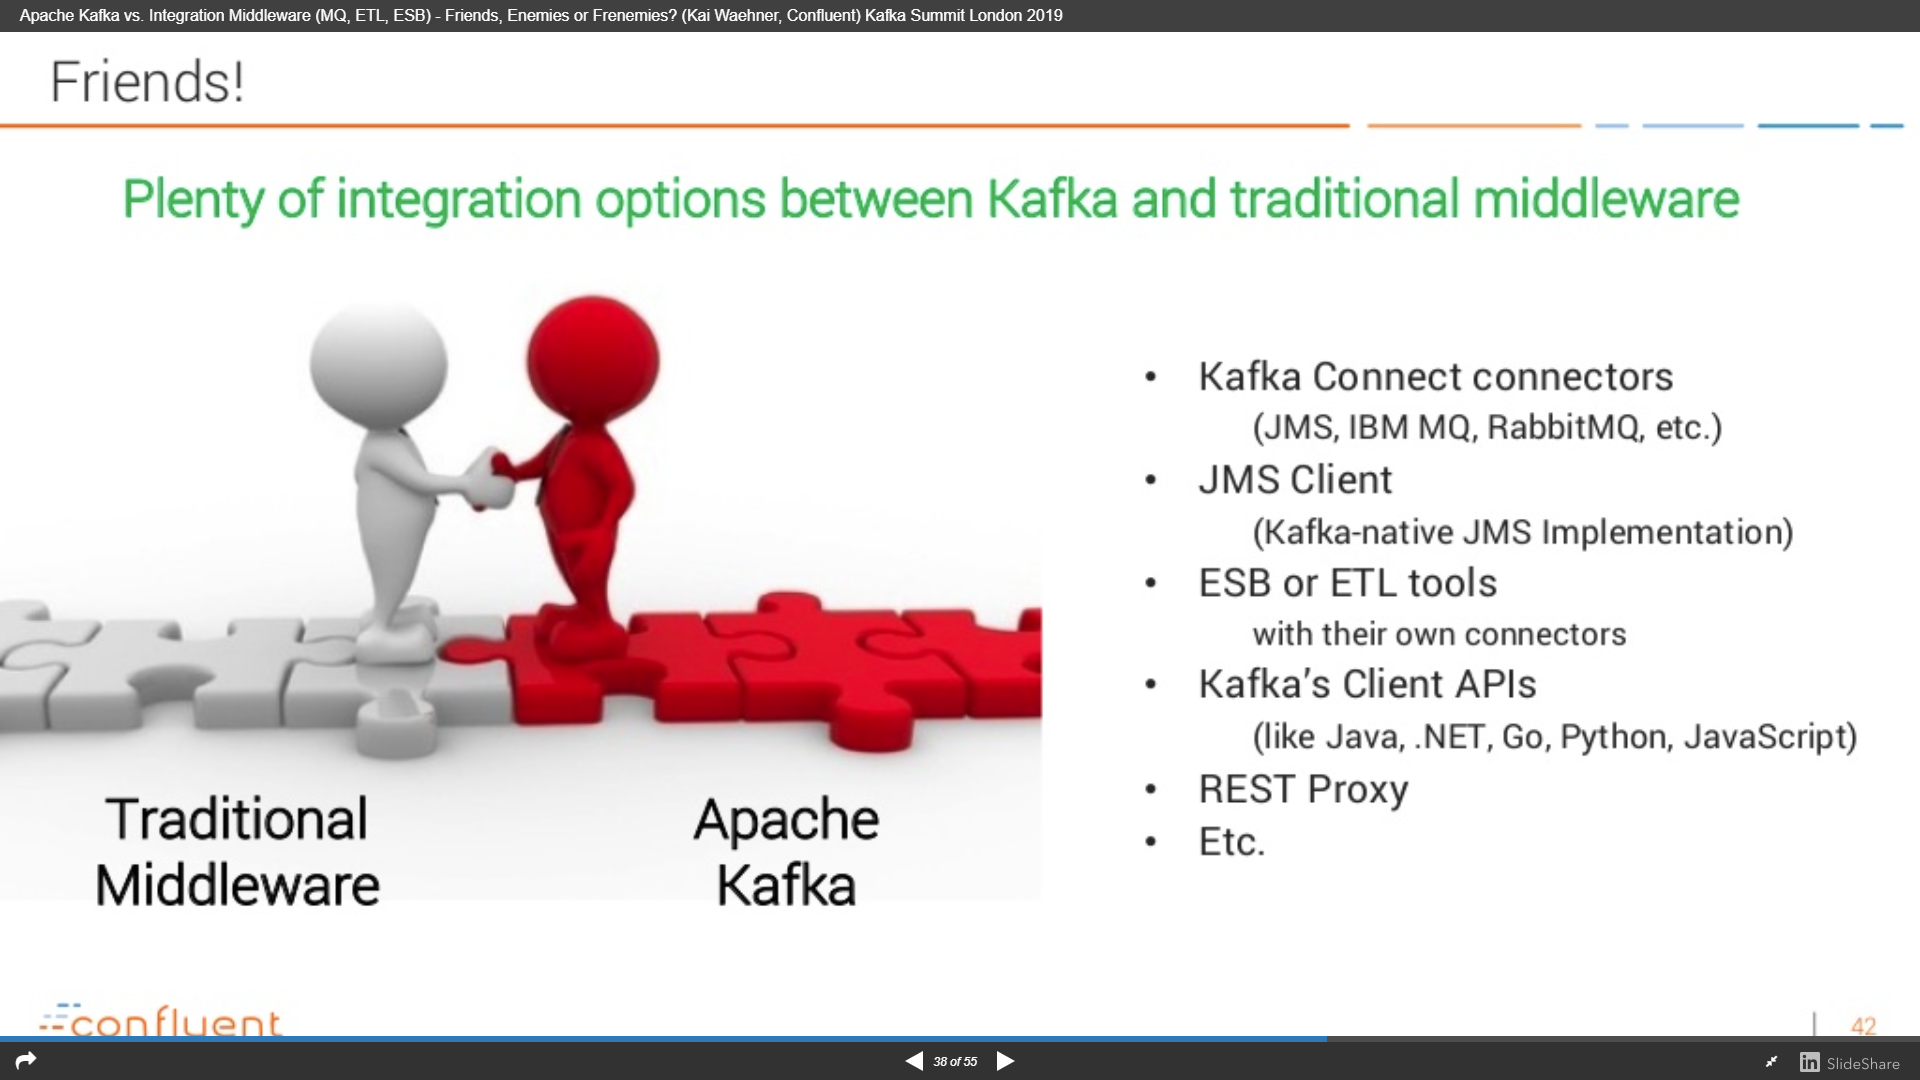 Apache Kafka vs. Integration Middleware (MQ, ETL, ESB) - Friends, Enemies or Frenemies? (Kai Waehner, Confluent) Kafka Summit London 2019
Friends!
Plenty of integration options between Kafka and traditional middleware
• Kafka Connect connectors
(JMS, IBM MQ, RabbitMQ, etc.)
• JMS Client
(Kafka-native JMS Implementation)
• ESB or ETL tools
with their own connectors
• Kafka's Client APIs
(like Java, .NET, Go, Python, JavaScript)
• REST Proxy
• Etc.
Traditional
Middleware
Apache
Kafka
confluent
42
38 of 55
in SlideShare